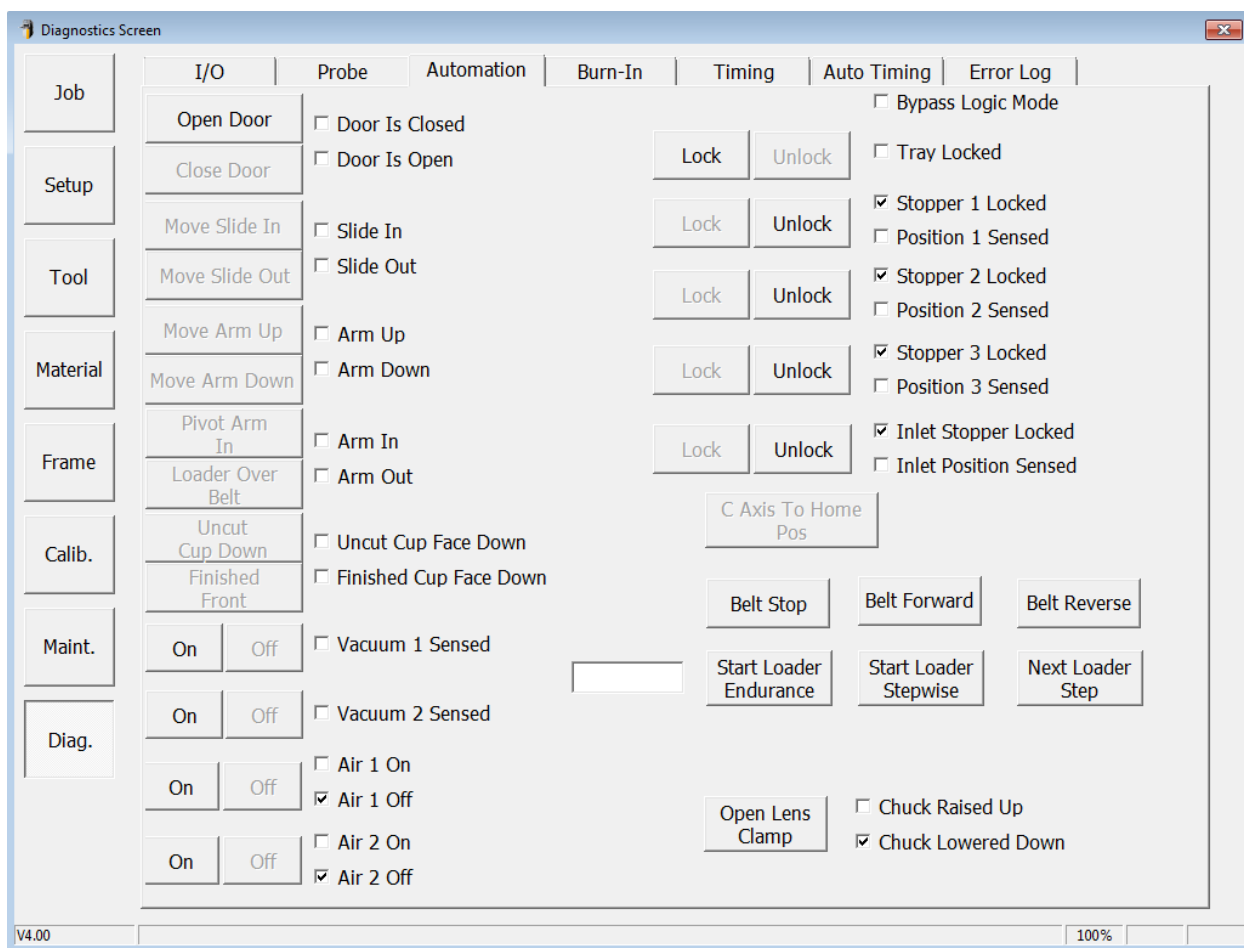 Diagnostics Screen
Job
Setup
Tool
Material
Frame
Calib.
Maint.
Diag.
I/O
Probe
Automation
Burn-In
Timing
Auto Timing
Error Log
Open Door
Close Door
Door Is Closed
Door Is Open
Move Slide In
Move Slide Out
Slide In
Slide Out
Move Arm Up
Move Arm Down
Arm Up
Arm Down
Pivot Arm
In
Loader Over
Belt
Arm In
Arm Out
Uncut
Cup Down
Finished
Front
Uncut Cup Face Down
Finished Cup Face Down
On
Off
Vacuum 1 Sensed
On
Off
Vacuum 2 Sensed
On
Off
Air 1 On
Air 1 Off
On
Off
Air 2 On
Air 2 Off
Bypass Logic Mode
Lock
Unlock
Tray Locked
Lock
Unlock
Stopper 1 Locked
Position 1 Sensed
Lock
Unlock
Stopper 2 Locked
Position 2 Sensed
Lock
Unlock
Stopper 3 Locked
Position 3 Sensed
Lock
Unlock
Inlet Stopper Locked
Inlet Position Sensed
C Axis To Home
Pos
Belt Stop
Belt Forward
Belt Reverse
Start Loader
Endurance
Start Loader
Stepwise
Next Loader
Step
Open Lens
Clamp
Chuck Raised Up
Chuck Lowered Down
V4.00
100%